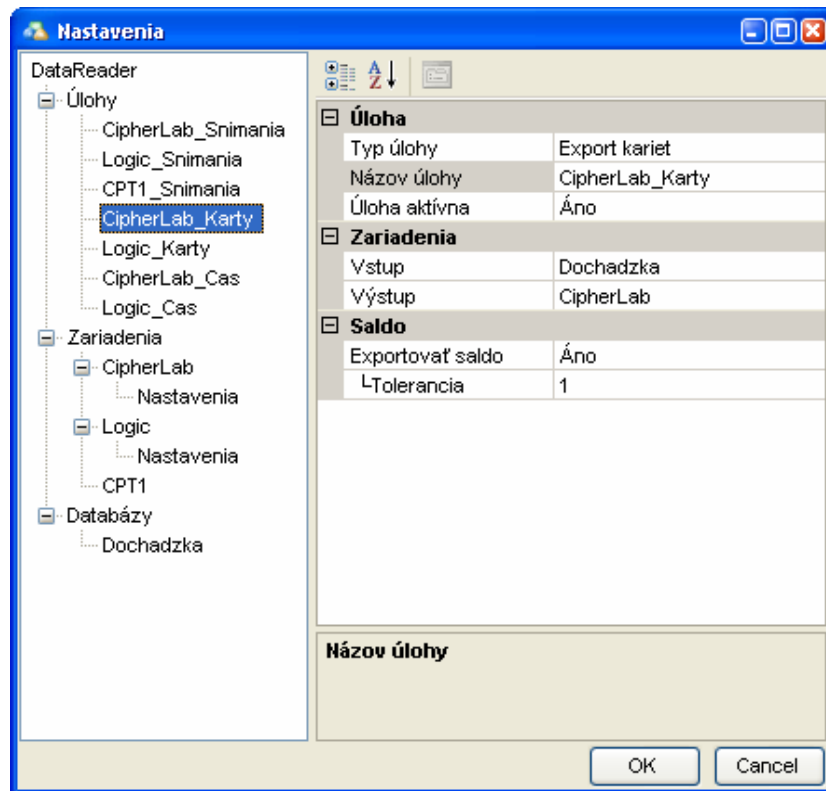 Nastavenia
DataReader
Úlohy
CipherLab_Snimania
Logic_Snimania
CPT1_Snimania
CipherLab_Karty
Logic_Karty
CipherLab_Cas
Logic_Cas
Zariadenia
CipherLab
Nastavenia
Logic
Nastavenia
CPT1
Databázy
Dochadzka
Úloha
Typ úlohy Export kariet
Názov úlohy CipherLab_Karty
Úloha aktívna Áno
Zariadenia
Vstup Dochadzka
Výstup CipherLab
Saldo
Exportovať saldo Áno
Tolerancia 1
Názov úlohy
OK Cancel